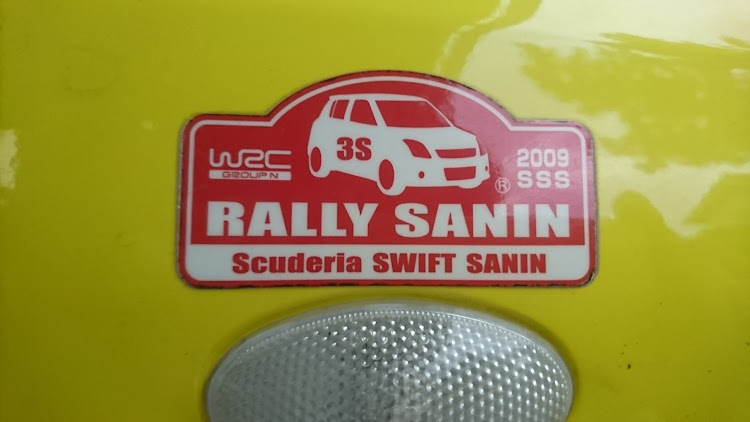 3S
WRC
GROUP N
2009
® SSS
RALLY SANIN
Scuderia SWIFT SANIN